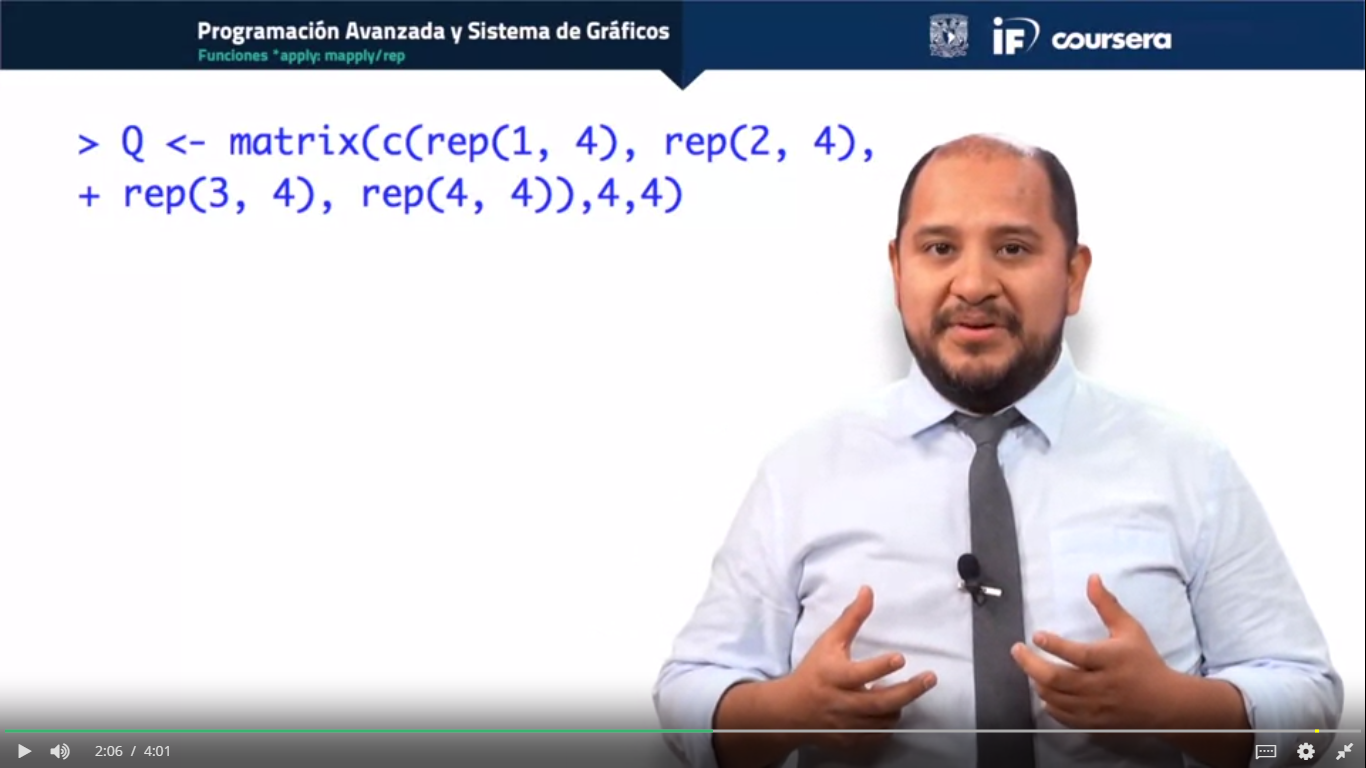 Programación Avanzada y Sistema de Gráficos
Funciones *apply: mapply/rep
iF) coursera
> Q <- matrix(c(rep(1, 4), rep(2, 4),
+ rep(3, 4), rep(4, 4)),4,4)
2:06 / 4:01